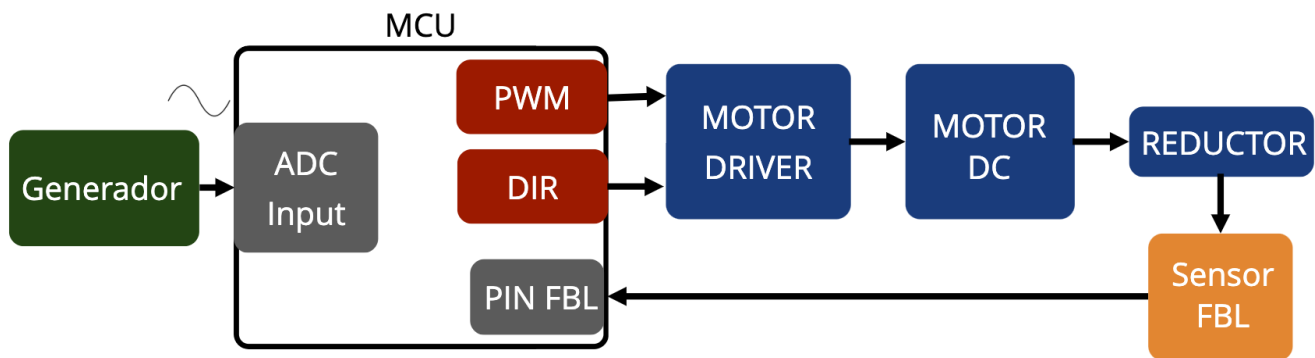 MCU
Generador
ADC
Input
PWM
DIR
PIN FBL
MOTOR
DRIVER
MOTOR
DC
REDUCTOR
Sensor
FBL